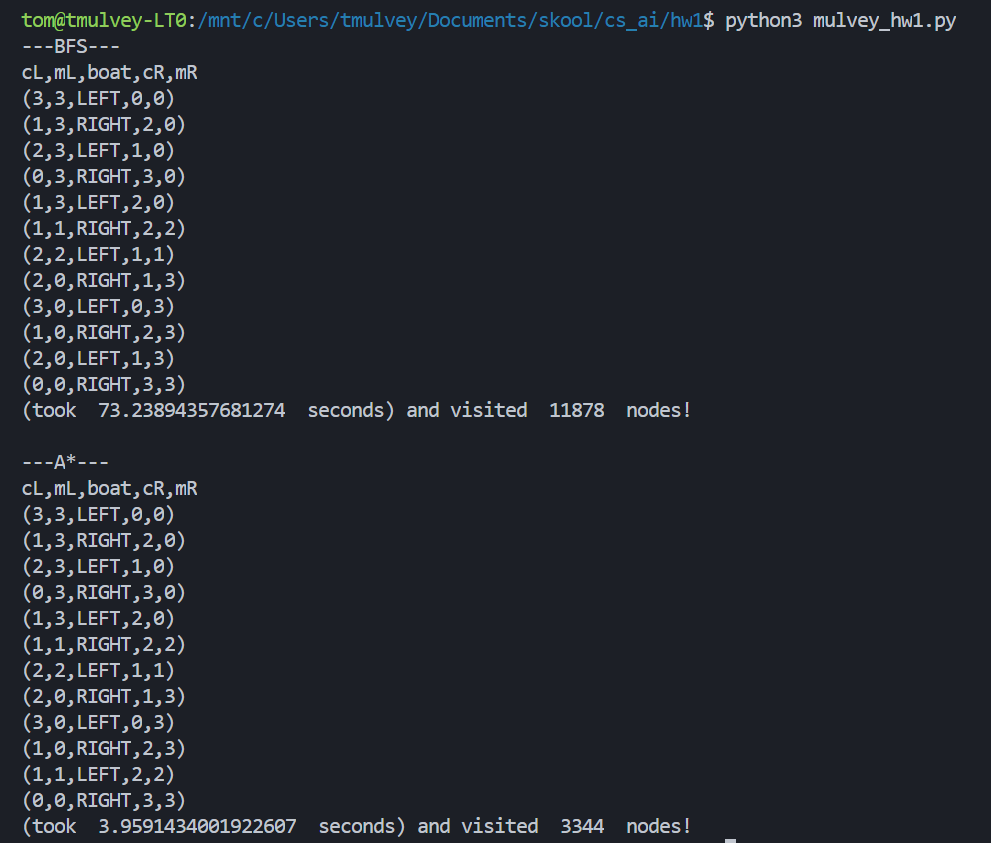 tom@tmulvey-LT0:/mnt/c/Users/tmulvey/Documents/skool/cs_ai/hw1$ python3 mulvey_hw1.py
---BFS---
cL,mL,boat,cR,mR
(3,3,LEFT,0,0)
(1,3,RIGHT,2,0)
(2,3,LEFT,1,0)
(0,3,RIGHT,3,0)
(1,3,LEFT,2,0)
(1,1,RIGHT,2,2)
(2,2,LEFT,1,1)
(2,0,RIGHT,1,3)
(3,0,LEFT,0,3)
(1,0,RIGHT,2,3)
(2,0,LEFT,1,3)
(0,0,RIGHT,3,3)
(took  73.23894357681274  seconds) and visited  11878  nodes!

---A*---
cL,mL,boat,cR,mR
(3,3,LEFT,0,0)
(1,3,RIGHT,2,0)
(2,3,LEFT,1,0)
(0,3,RIGHT,3,0)
(1,3,LEFT,2,0)
(1,1,RIGHT,2,2)
(2,2,LEFT,1,1)
(2,0,RIGHT,1,3)
(3,0,LEFT,0,3)
(1,0,RIGHT,2,3)
(1,1,LEFT,2,2)
(0,0,RIGHT,3,3)
(took  3.9591434001922607  seconds) and visited  3344  nodes!